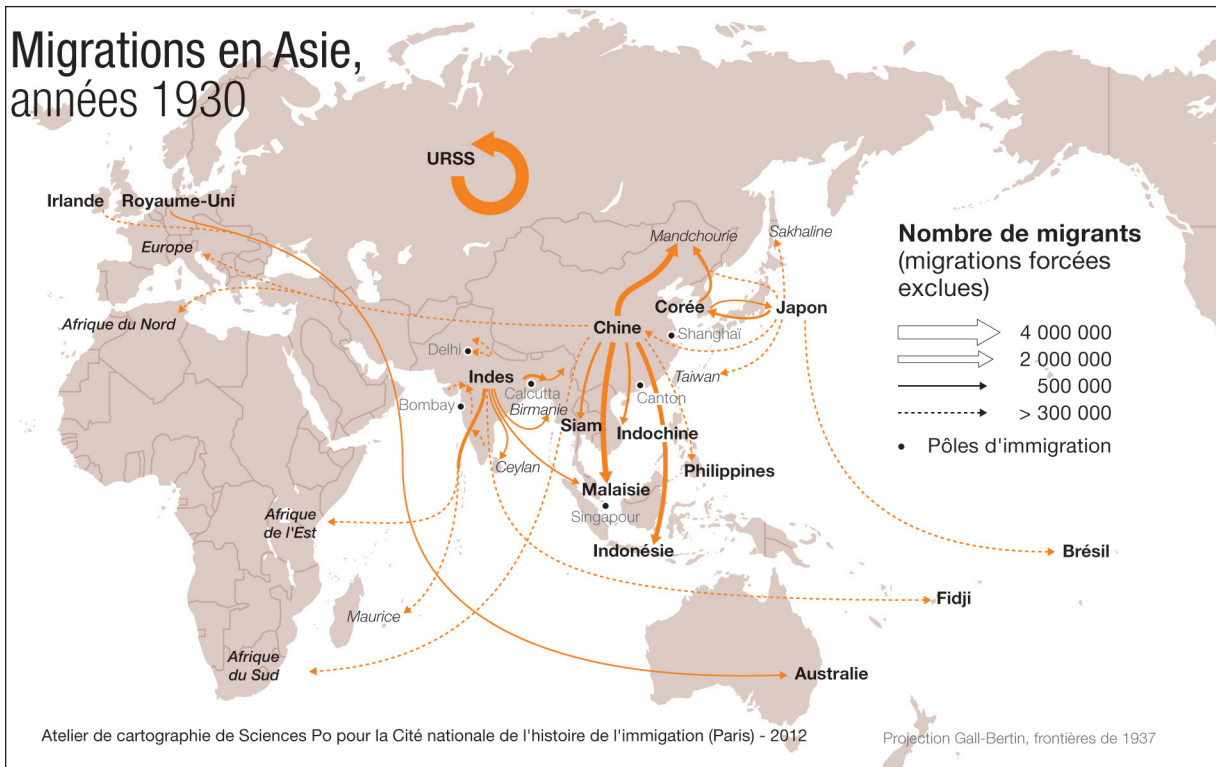 Migrations en Asie,
années 1930
URSS
Irlande
Royaume-Uni
Europe
Afrique du Nord
Mandchourie
Sakhaline
Corée
Japon
Chine
Shanghaï
Delhi
Indes
Calcutta
Taiwan
Bombay
Birmanie
Canton
Siam
Indochine
Ceylan
Philippines
Malaisie
Singapour
Afrique
de l'Est
Indonésie
Brésil
Fidji
Maurice
Afrique
du Sud
Australie
Nombre de migrants
(migrations forcées
exclues)
4 000 000
2 000 000
500 000
> 300 000
• Pôles d'immigration
Atelier de cartographie de Sciences Po pour la Cité nationale de l'histoire de l'immigation (Paris) - 2012
Projection Gall-Bertin, frontières de 1937